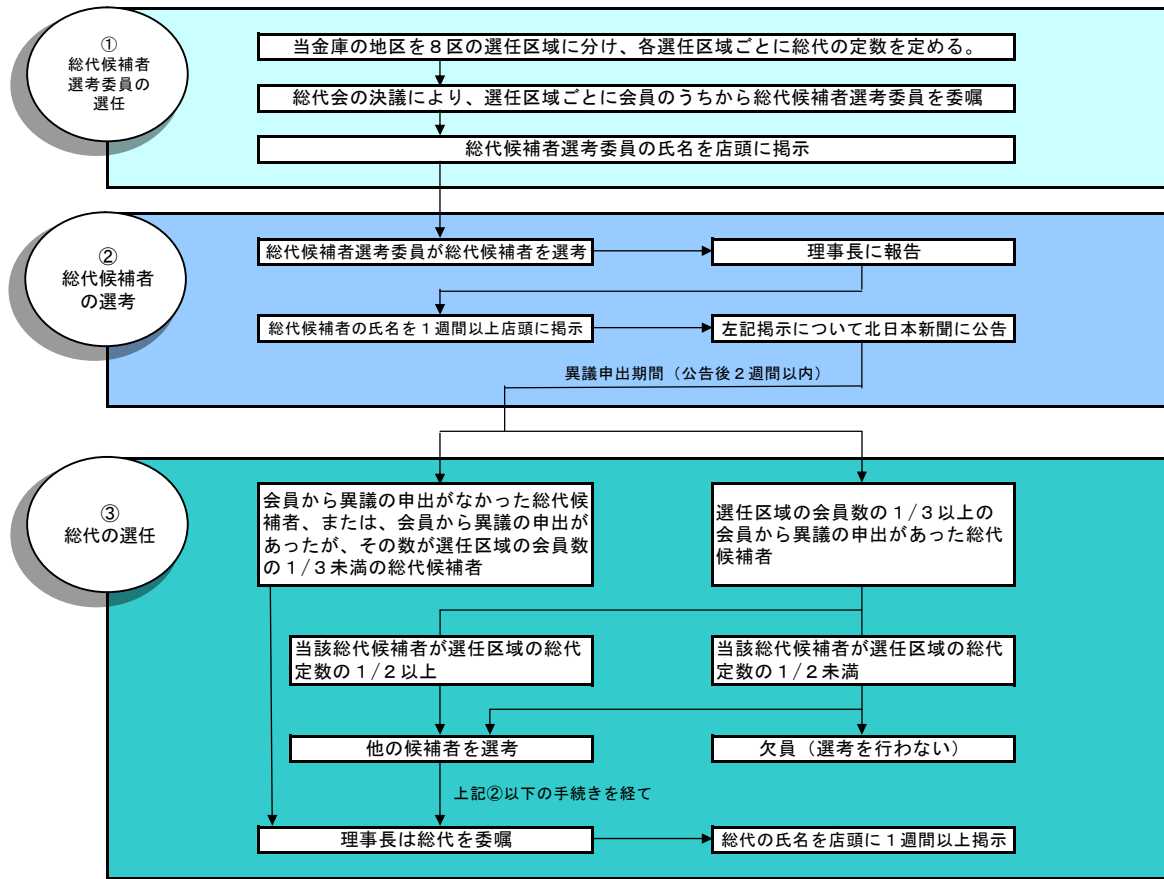 ①
総代候補者
選考委員の
選任
当金庫の地区を８区の選任区域に分け、各選任区域ごとに総代の定数を定める。
総代会の決議により、選任区域ごとに会員のうちから総代候補者選考委員を委嘱
総代候補者選考委員の氏名を店頭に掲示
②
総代候補者
の選考
総代候補者選考委員が総代候補者を選考
理事長に報告
総代候補者の氏名を１週間以上店頭に掲示
左記掲示について北日本新聞に公告
異議申出期間（公告後２週間以内）
③
総代の選任
会員から異議の申出がなかった総代候
補者、または、会員から異議の申出が
あったが、その数が選任区域の会員数
の１/３未満の総代候補者
選任区域の会員数の１/３以上の
会員から異議の申出があった総代
候補者
当該総代候補者が選任区域の総代
定数の１/２以上
当該総代候補者が選任区域の総代
定数の１/２未満
他の候補者を選考
欠員（選考を行わない）
上記②以下の手続きを経て
理事長は総代を委嘱
総代の氏名を店頭に１週間以上掲示